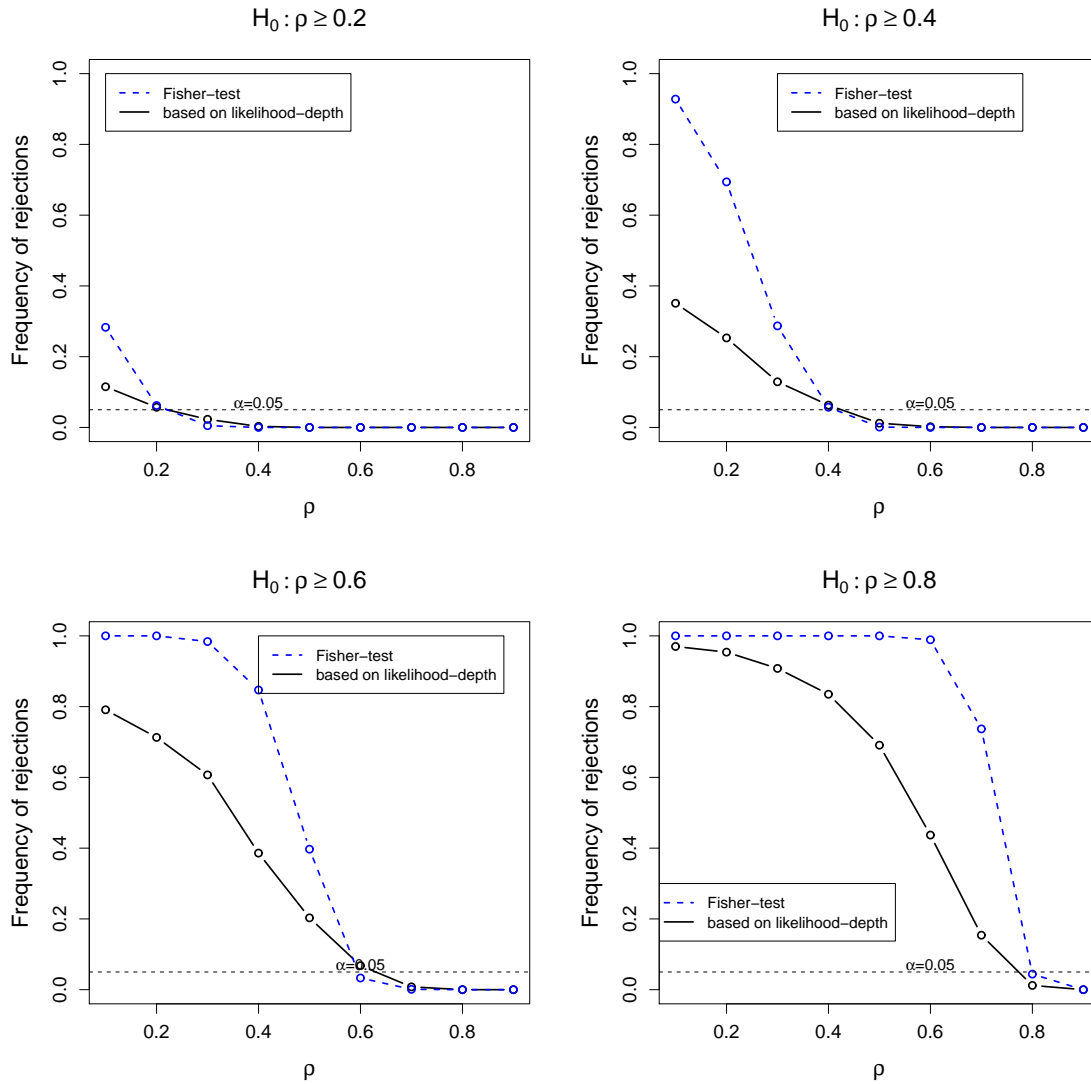 H₀ : ρ ≥ 0.2
Frequency of rejections
1.0
0.8
0.6
0.4
0.2
0.0
Fisher−test
based on likelihood−depth
α=0.05
0.2 0.4 0.6 0.8
ρ
H₀ : ρ ≥ 0.4
Frequency of rejections
1.0
0.8
0.6
0.4
0.2
0.0
Fisher−test
based on likelihood−depth
α=0.05
0.2 0.4 0.6 0.8
ρ
H₀ : ρ ≥ 0.6
Frequency of rejections
1.0
0.8
0.6
0.4
0.2
0.0
Fisher−test
based on likelihood−depth
α=0.05
0.2 0.4 0.6 0.8
ρ
H₀ : ρ ≥ 0.8
Frequency of rejections
1.0
0.8
0.6
0.4
0.2
0.0
Fisher−test
based on likelihood−depth
α=0.05
0.2 0.4 0.6 0.8
ρ